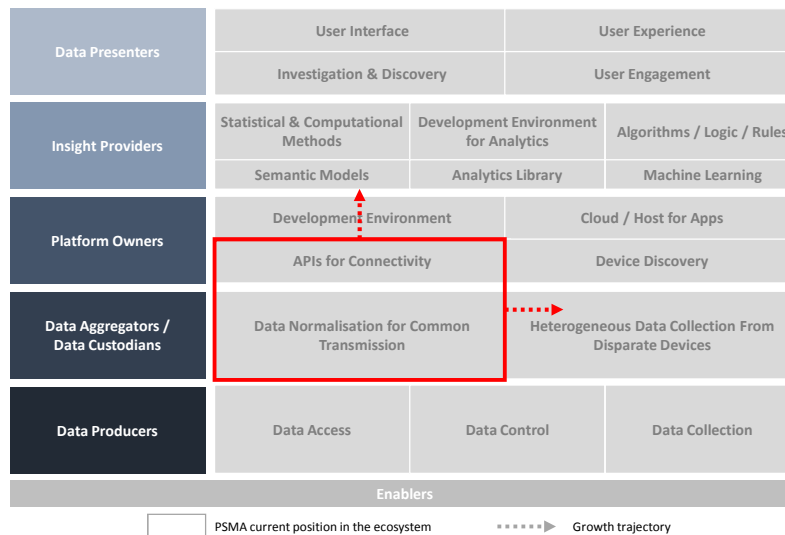 Data Presenters
User Interface
User Experience
Investigation & Discovery
User Engagement
Insight Providers
Statistical & Computational
Methods
Development Environment
for Analytics
Algorithms / Logic / Rules
Semantic Models
Analytics Library
Machine Learning
Platform Owners
Development Environment
Cloud / Host for Apps
APIs for Connectivity
Device Discovery
Data Aggregators /
Data Custodians
Data Normalisation for Common
Transmission
Heterogeneous Data Collection From
Disparate Devices
Data Producers
Data Access
Data Control
Data Collection
Enablers
PSMA current position in the ecosystem
Growth trajectory